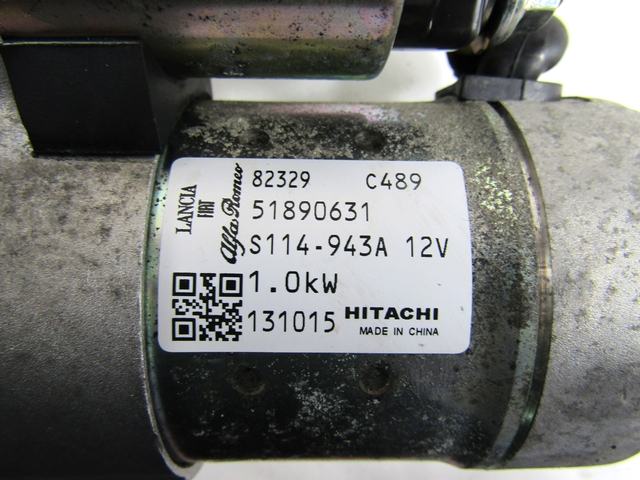 LANCIA
FIAT
Alfa Romeo
82329 C489
51890631
S114-943A 12V
1.0kW
131015 HITACHI
MADE IN CHINA